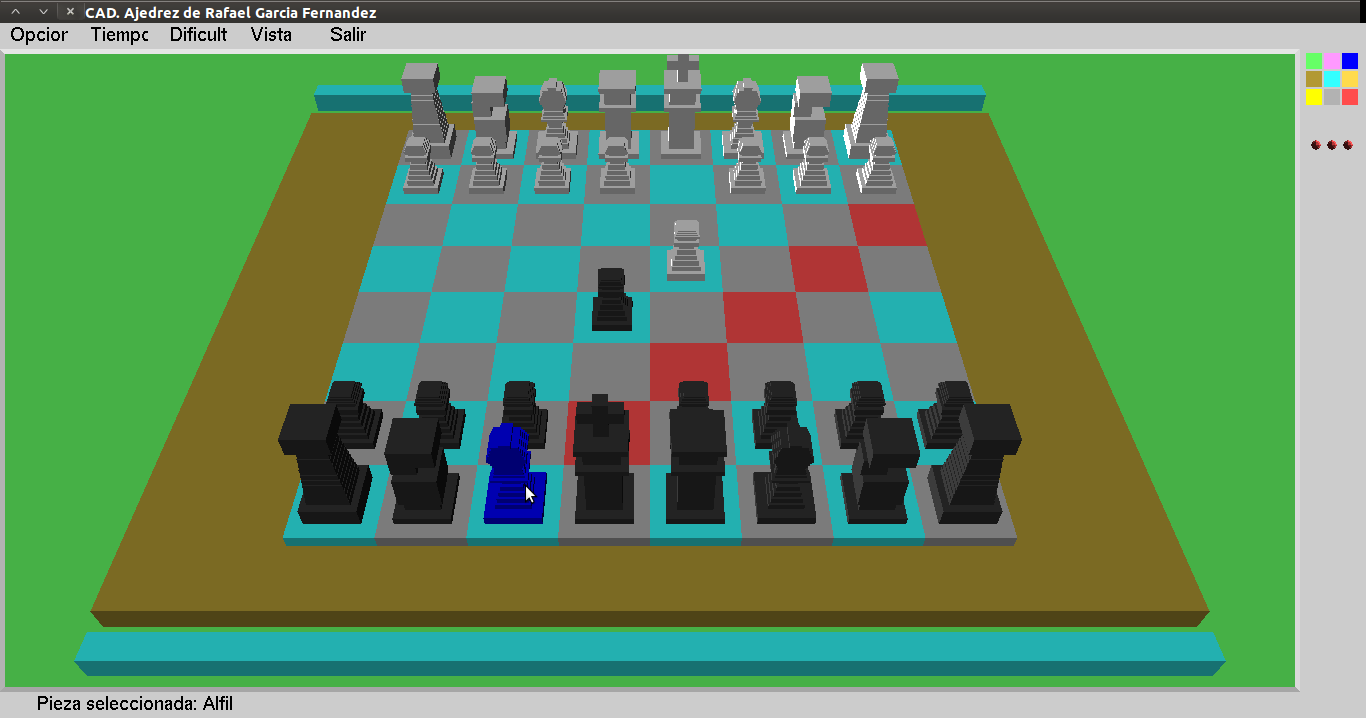 CAD. Ajedrez de Rafael Garcia Fernandez
Opcior Tiempc Dificult Vista Salir
Pieza seleccionada: Alfil